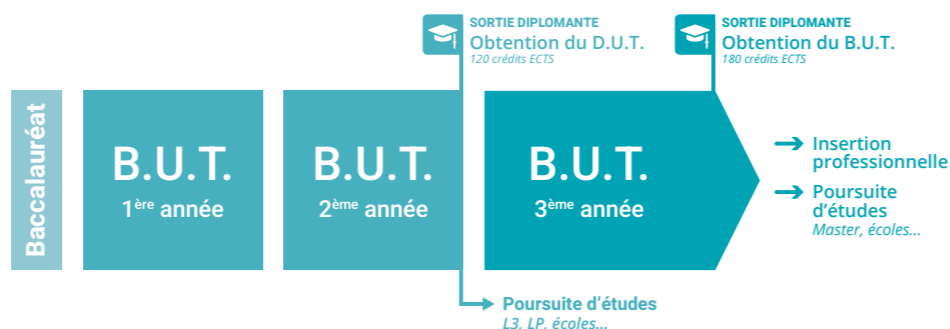 SORTIE DIPLOMANTE
Obtention du D.U.T.
120 crédits ECTS
SORTIE DIPLOMANTE
Obtention du B.U.T.
180 crédits ECTS
Baccalauréat
B.U.T.
1ère année
B.U.T.
2ème année
B.U.T.
3ème année
Insertion
professionnelle
Poursuite
d'études
Master, écoles...
Poursuite d'études
L3, LP, écoles...